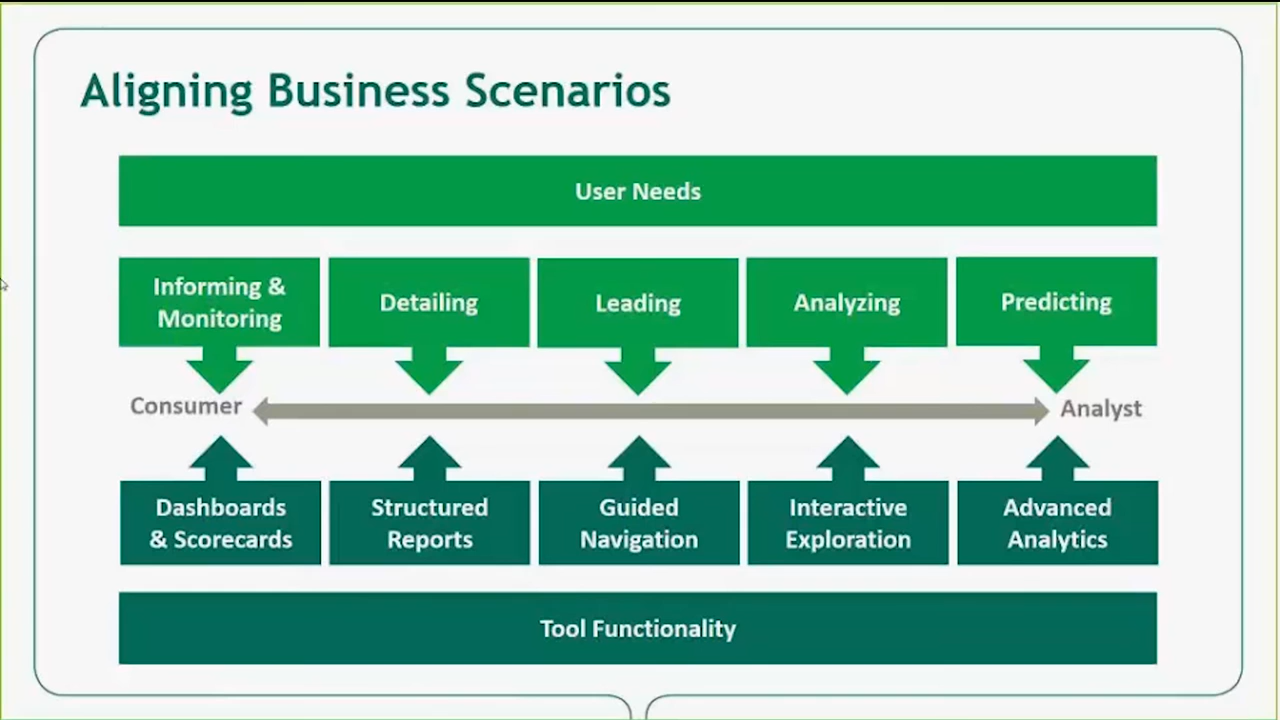 Aligning Business Scenarios
User Needs
Informing &
Monitoring
Detailing
Leading
Analyzing
Predicting
Consumer
Analyst
Dashboards
& Scorecards
Structured
Reports
Guided
Navigation
Interactive
Exploration
Advanced
Analytics
Tool Functionality